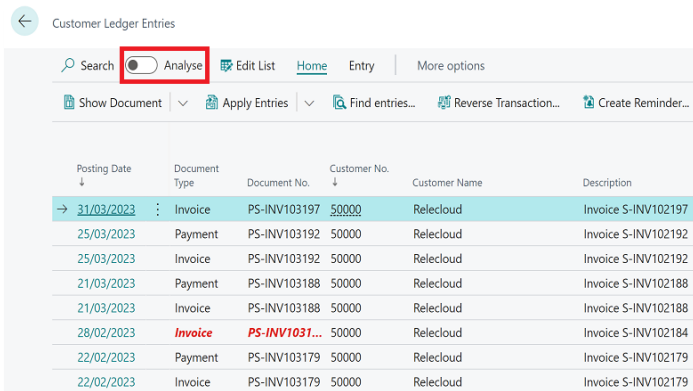 Customer Ledger Entries
Search Analyse Edit List Home Entry More options
Show Document Apply Entries Find entries... Reverse Transaction... Create Reminder...
Posting Date ↓ Document Type Document No. Customer No. ↓ Customer Name Description
→ 31/03/2023 Invoice PS-INV103197 50000 Relecloud Invoice S-INV102197
25/03/2023 Payment PS-INV103192 50000 Relecloud Invoice S-INV102192
25/03/2023 Invoice PS-INV103192 50000 Relecloud Invoice S-INV102192
21/03/2023 Payment PS-INV103188 50000 Relecloud Invoice S-INV102188
21/03/2023 Invoice PS-INV103188 50000 Relecloud Invoice S-INV102188
28/02/2023 Invoice PS-INV1031... 50000 Relecloud Invoice S-INV102184
22/02/2023 Payment PS-INV103179 50000 Relecloud Invoice S-INV102179
22/02/2023 Invoice PS-INV103179 50000 Relecloud Invoice S-INV102179